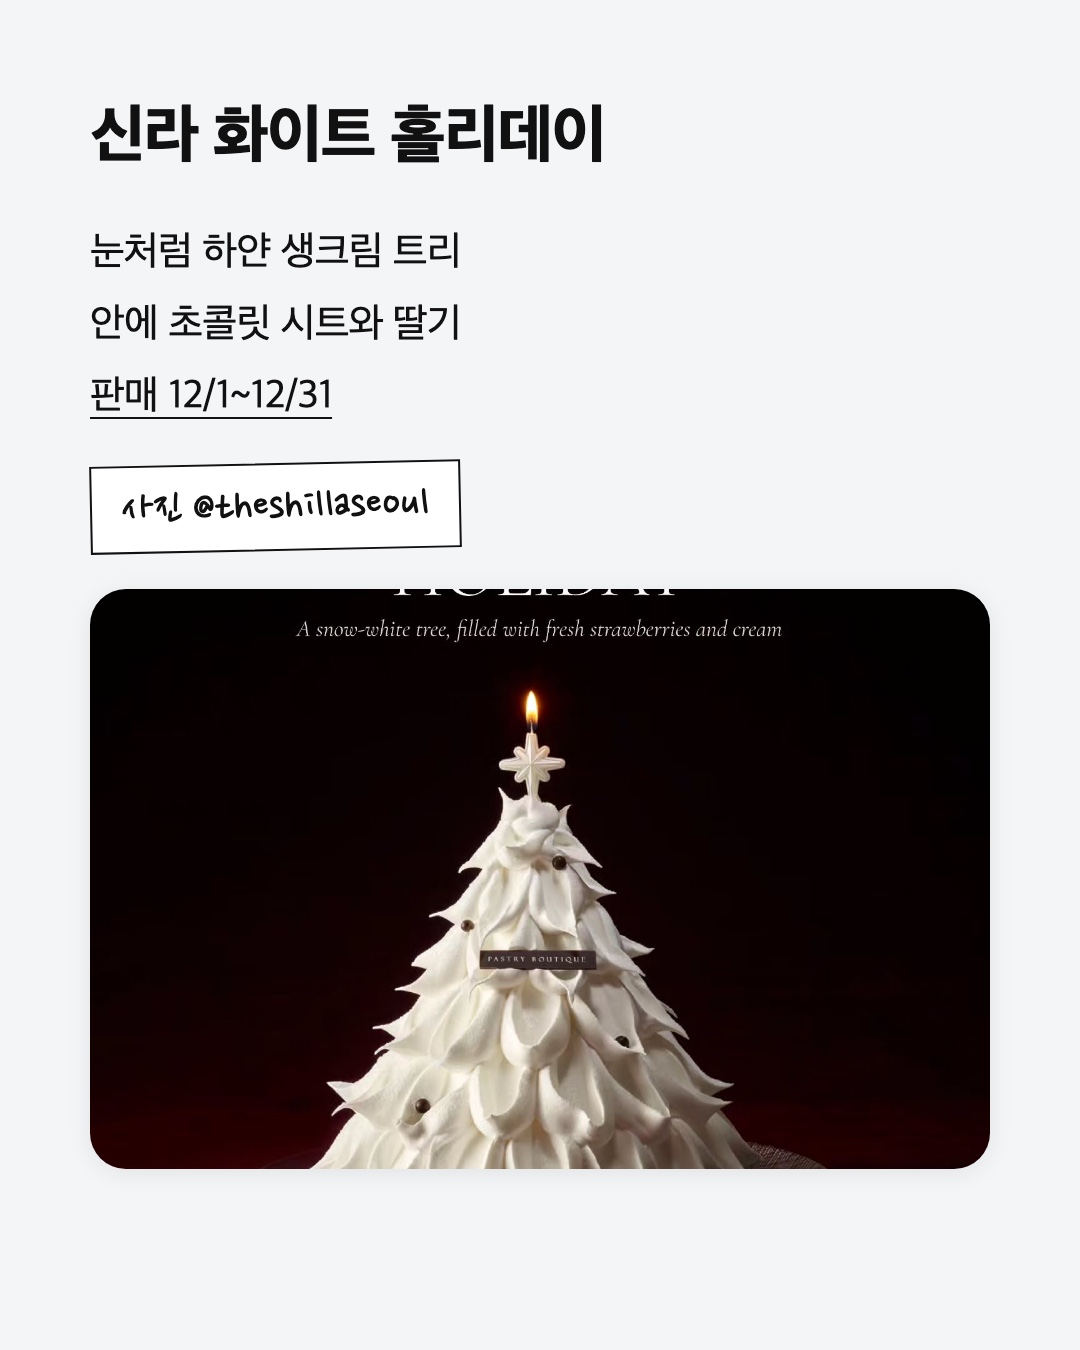 신라 화이트 홀리데이
눈처럼 하얀 생크림 트리
안에 초콜릿 시트와 딸기
판매 12/1~12/31
사진 @theshillaseoul
HOLIDAY
A snow-white tree, filled with fresh strawberries and cream
PASTRY BOUTIQUE